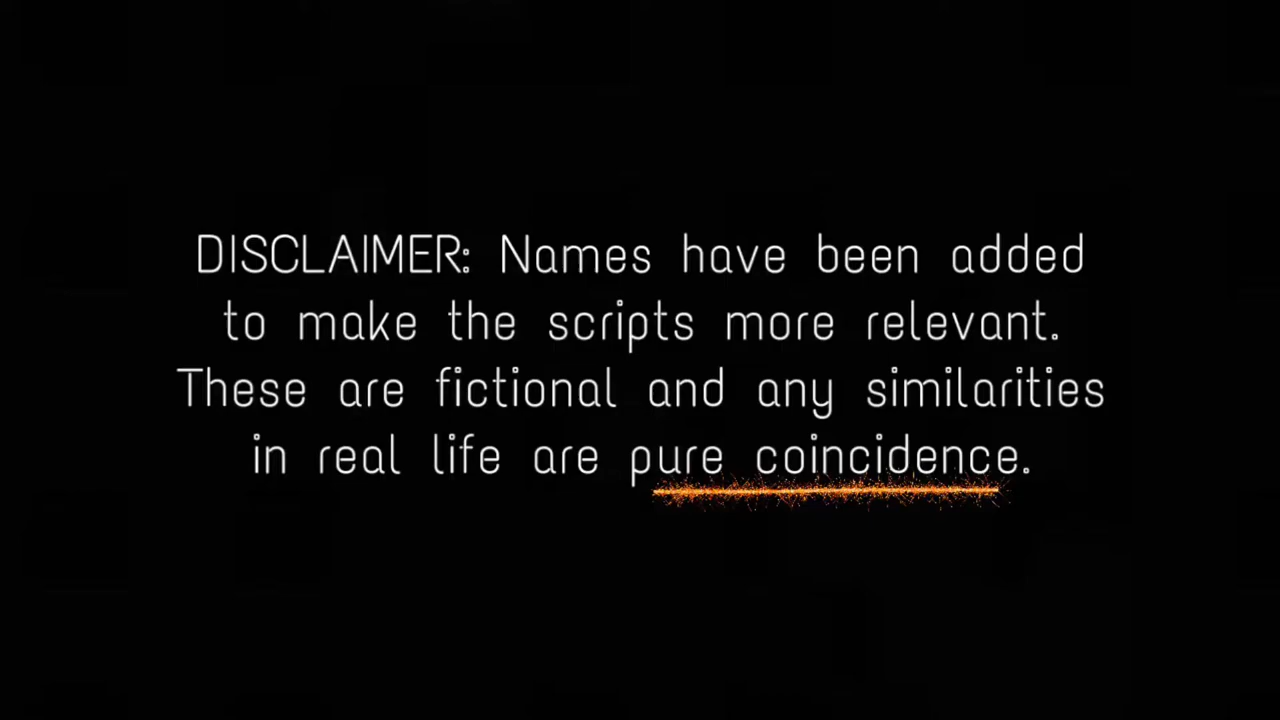 DISCLAIMER: Names have been added
to make the scripts more relevant.
These are fictional and any similarities
in real life are pure coincidence.